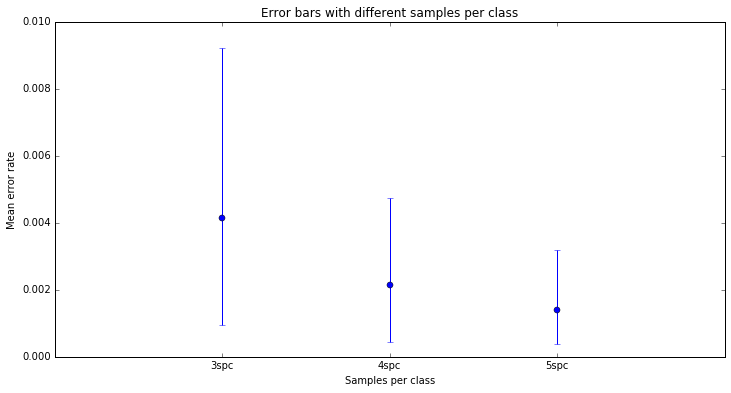 Error bars with different samples per class
0.010
0.008
0.006
0.004
0.002
0.000
Mean error rate
3spc 4spc 5spc
Samples per class